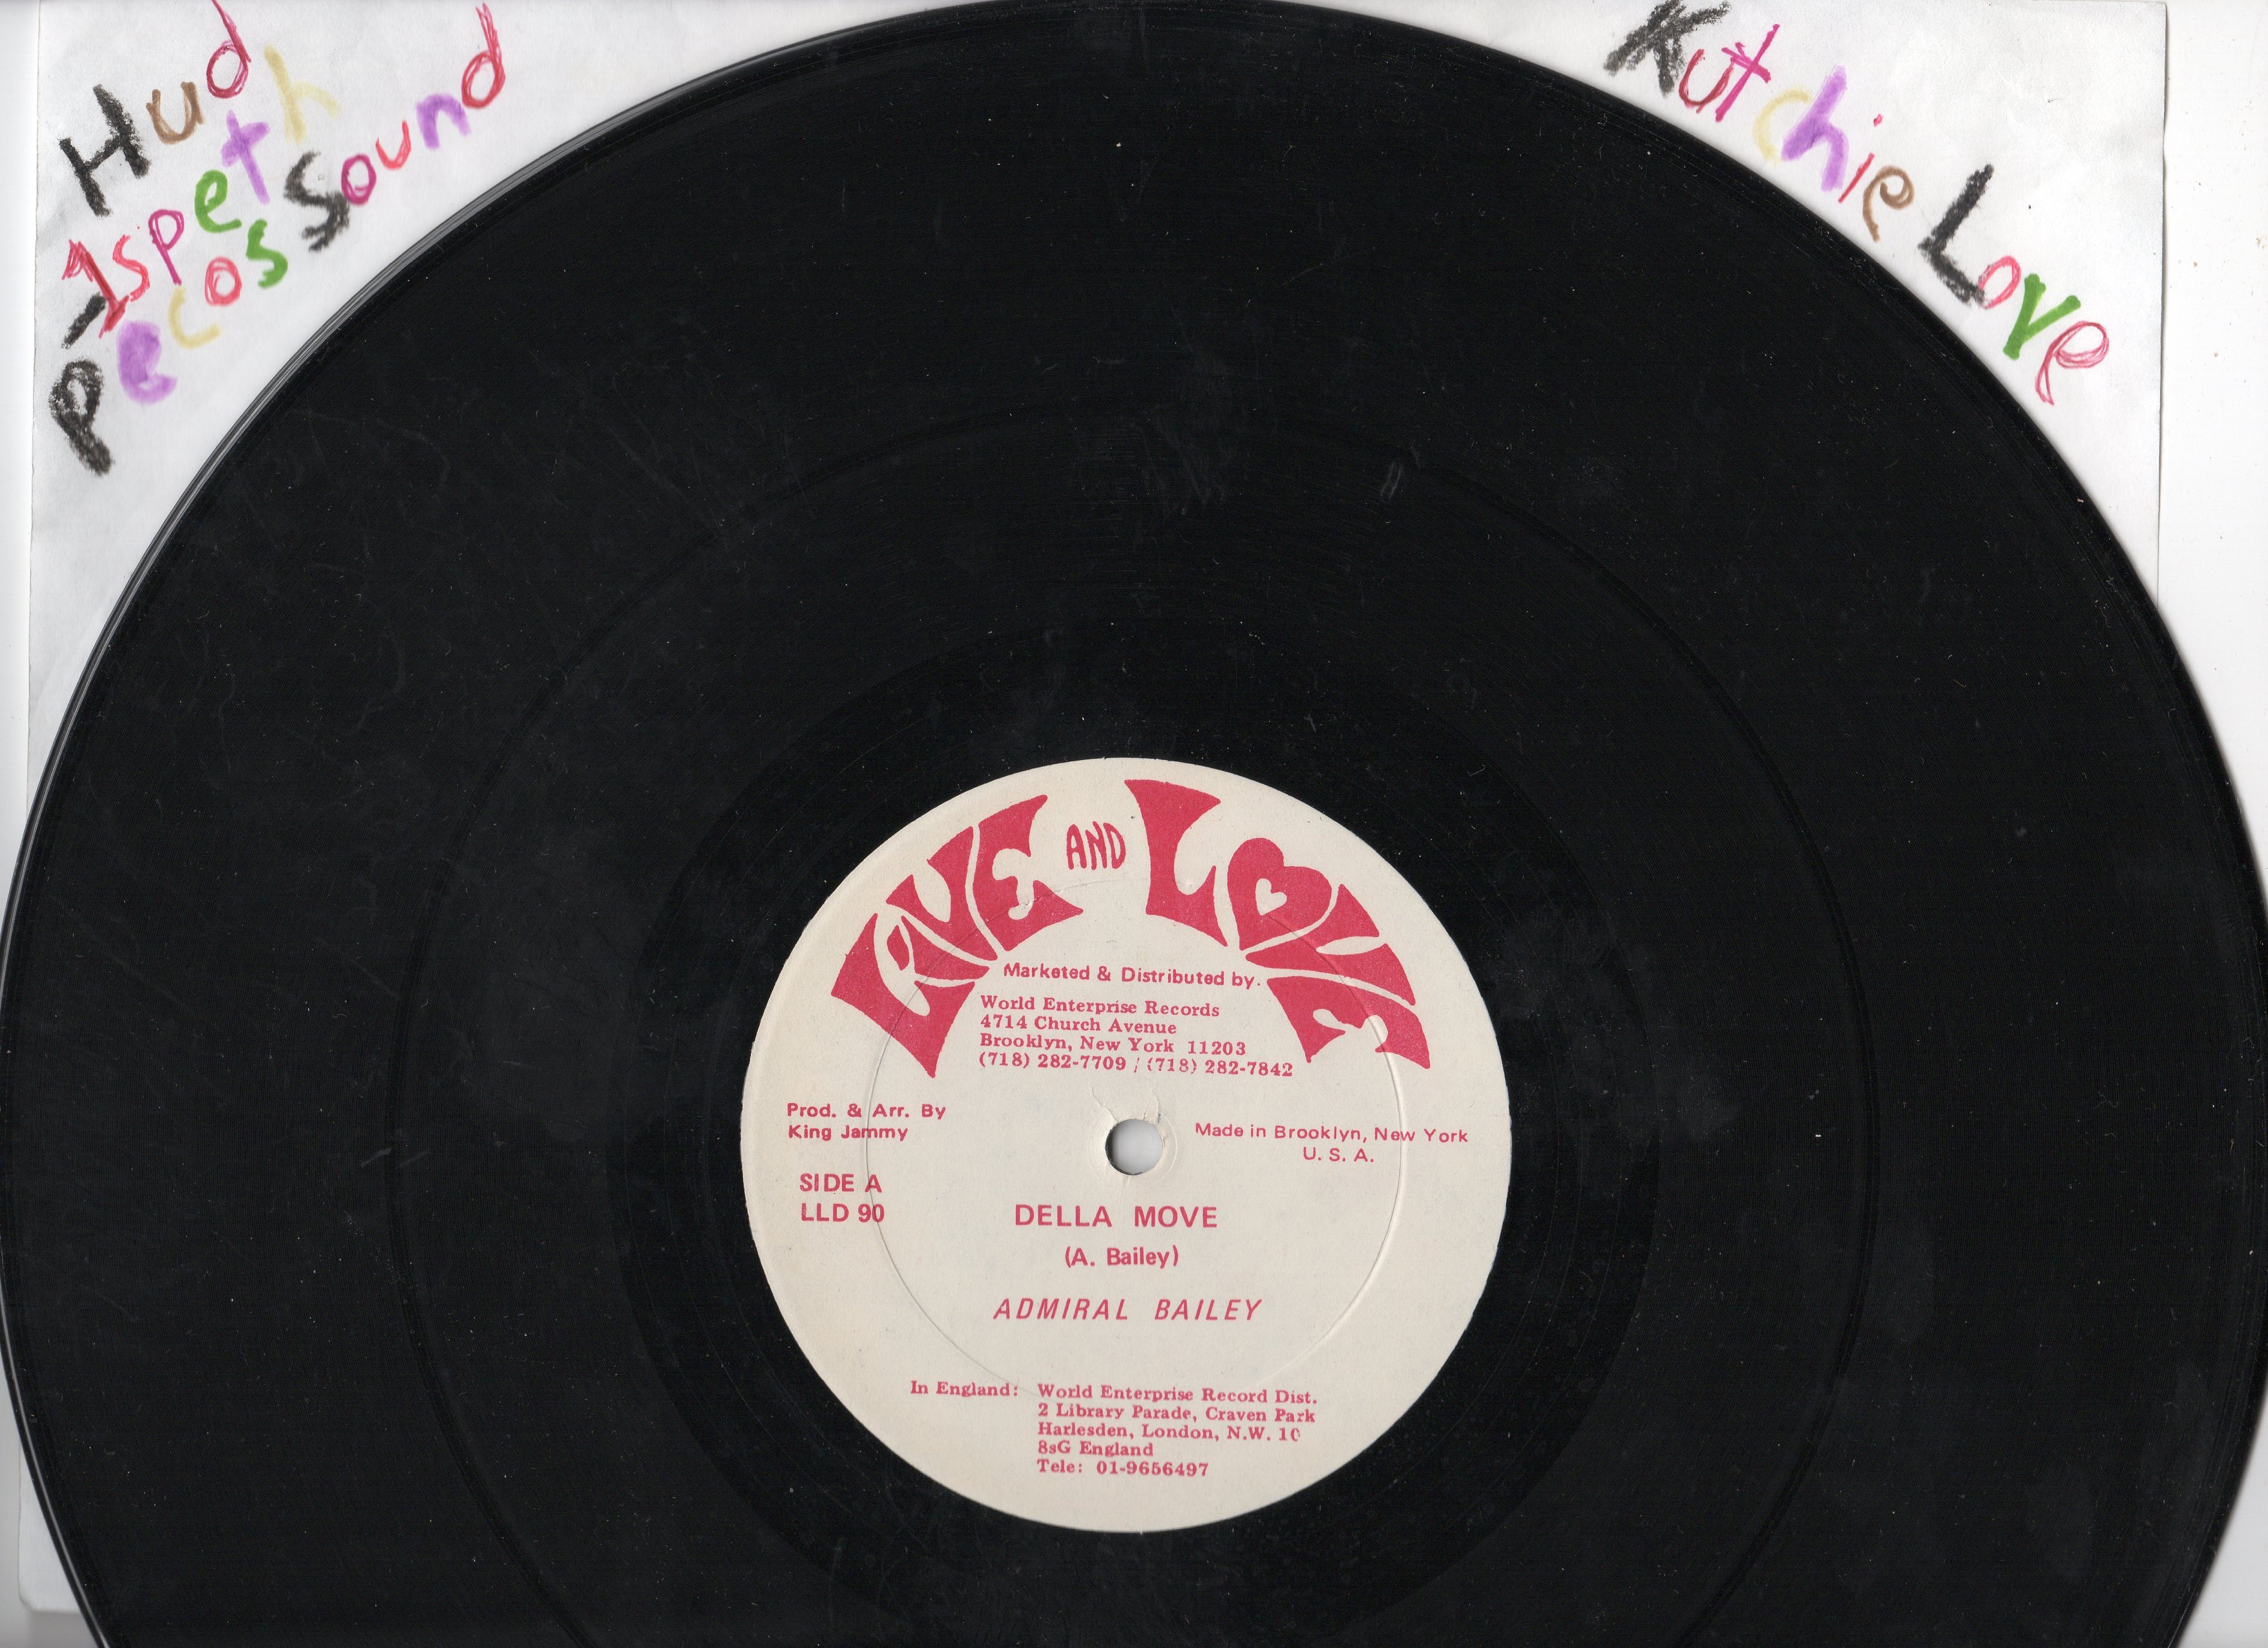 Hud
-1speth
Pecos Sound
Kutchie Love
LIVE AND LOVE
Marketed & Distributed by.
World Enterprise Records
4714 Church Avenue
Brooklyn, New York 11203
(718) 282-7709 / (718) 282-7842
Prod. & Arr. By
King Jammy
Made in Brooklyn, New York
U. S. A.
SIDE A
LLD 90
DELLA MOVE
(A. Bailey)
ADMIRAL BAILEY
In England: World Enterprise Record Dist.
2 Library Parade, Craven Park
Harlesden, London, N.W. 10
8sG England
Tele: 01-9656497